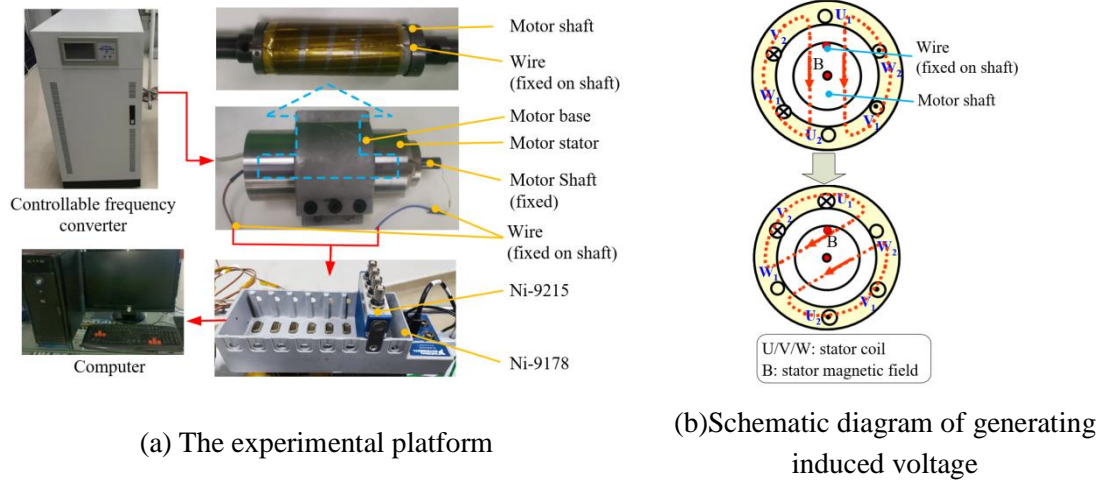 Motor shaft
Wire
(fixed on shaft)
Motor base
Motor stator
Motor Shaft
(fixed)
Wire
(fixed on shaft)
Controllable frequency
converter
Ni-9215
Ni-9178
Computer
(a) The experimental platform
U₁
V₂
W₂
B
W₁
V₁
U₂
Wire
(fixed on shaft)
Motor shaft
U₁
V₂
W₂
B
W₁
V₁
U₂
U/V/W: stator coil
B: stator magnetic field
(b)Schematic diagram of generating
induced voltage